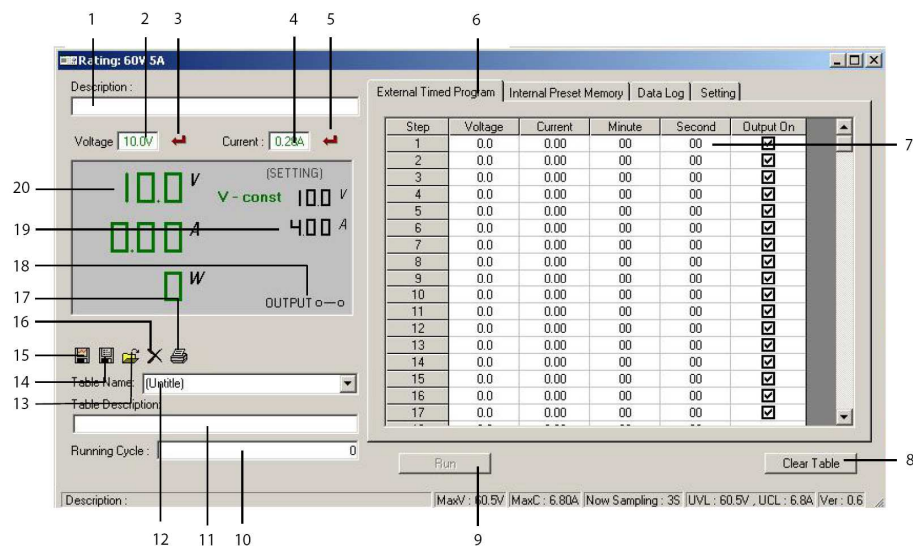 1 2 3 4 5 6
Rating: 60V 5A
Description :
Voltage 10.0V Current : 0.28A
External Timed Program Internal Preset Memory Data Log Setting
Step Voltage Current Minute Second Output On
1 0.0 0.00 00 00 7
2 0.0 0.00 00 00
3 0.0 0.00 00 00
4 0.0 0.00 00 00
5 0.0 0.00 00 00
6 0.0 0.00 00 00
7 0.0 0.00 00 00
8 0.0 0.00 00 00
9 0.0 0.00 00 00
10 0.0 0.00 00 00
11 0.0 0.00 00 00
12 0.0 0.00 00 00
13 0.0 0.00 00 00
14 0.0 0.00 00 00
15 0.0 0.00 00 00
16 0.0 0.00 00 00
17 0.0 0.00 00 00
(SETTING)
20 10.0 V V - const 10.0 V
19 0.00 A 4.00 A
18
17 0 W OUTPUT
16
15
14 Table Name: (Untitle)
13 Table Description:
Running Cycle : 0
Run Clear Table 8
Description : MaxV : 60.5V MaxC : 6.80A Now Sampling : 3S UVL : 60.5V , UCL : 6.8A Ver : 0.6
12 11 10 9